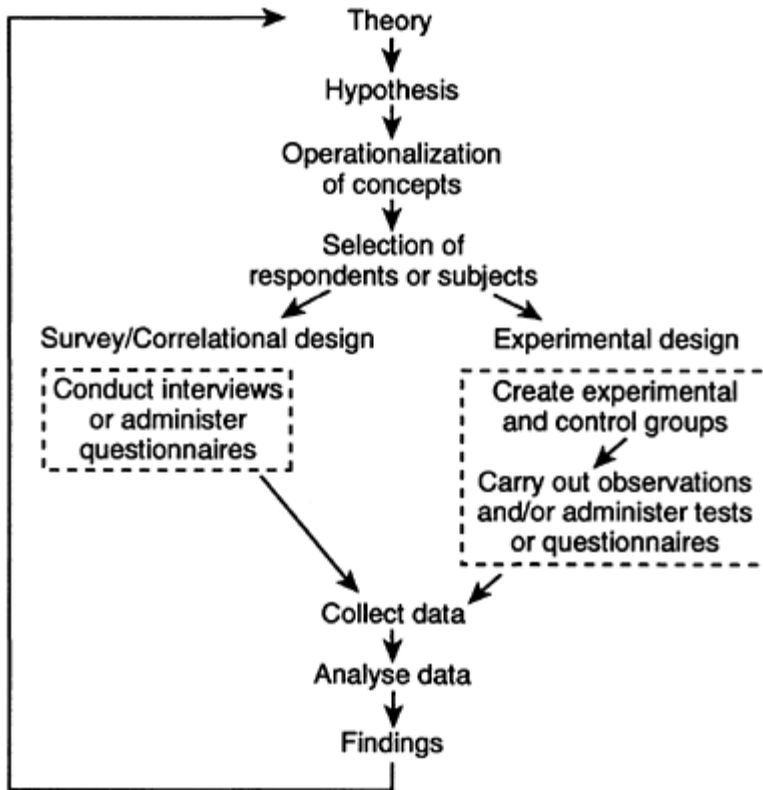 Theory
Hypothesis
Operationalization
of concepts
Selection of
respondents or subjects
Survey/Correlational design
Conduct interviews
or administer
questionnaires
Experimental design
Create experimental
and control groups
Carry out observations
and/or administer tests
or questionnaires
Collect data
Analyse data
Findings